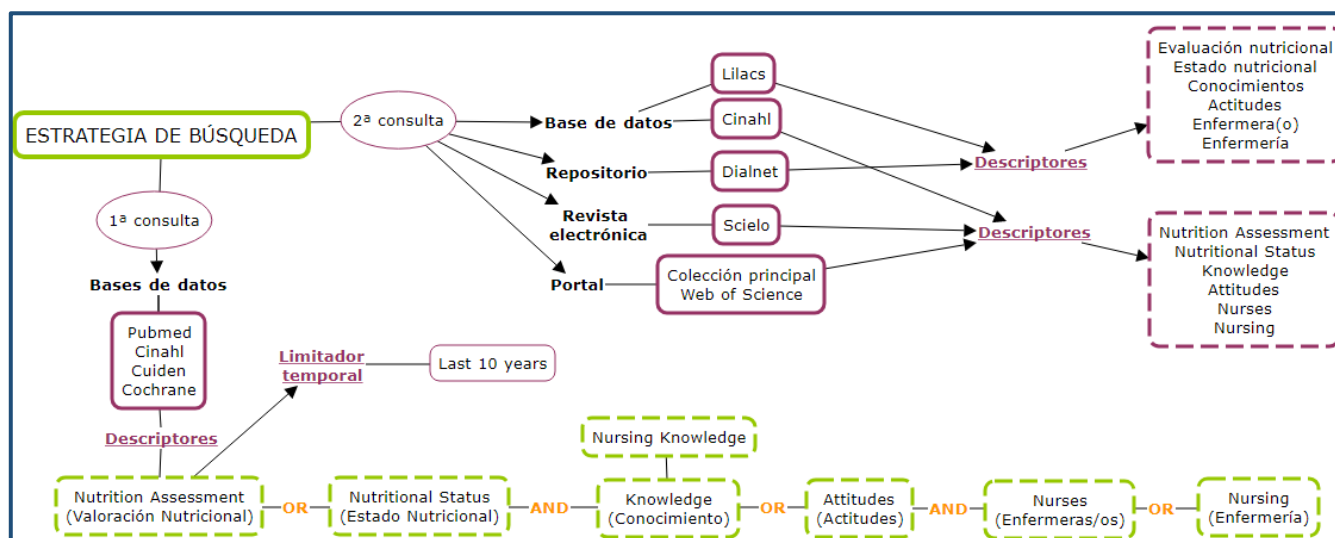 ESTRATEGIA DE BÚSQUEDA
1ª consulta
Bases de datos
Pubmed
Cinahl
Cuiden
Cochrane
Descriptores
Limitador
temporal
Last 10 years
2ª consulta
Base de datos
Lilacs
Cinahl
Repositorio
Dialnet
Revista
electrónica
Scielo
Portal
Colección principal
Web of Science
Descriptores
Evaluación nutricional
Estado nutricional
Conocimientos
Actitudes
Enfermera(o)
Enfermería
Descriptores
Nutrition Assessment
Nutritional Status
Knowledge
Attitudes
Nurses
Nursing
Nursing Knowledge
Nutrition Assessment
(Valoración Nutricional)
OR
Nutritional Status
(Estado Nutricional)
AND
Knowledge
(Conocimiento)
OR
Attitudes
(Actitudes)
AND
Nurses
(Enfermeras/os)
OR
Nursing
(Enfermería)